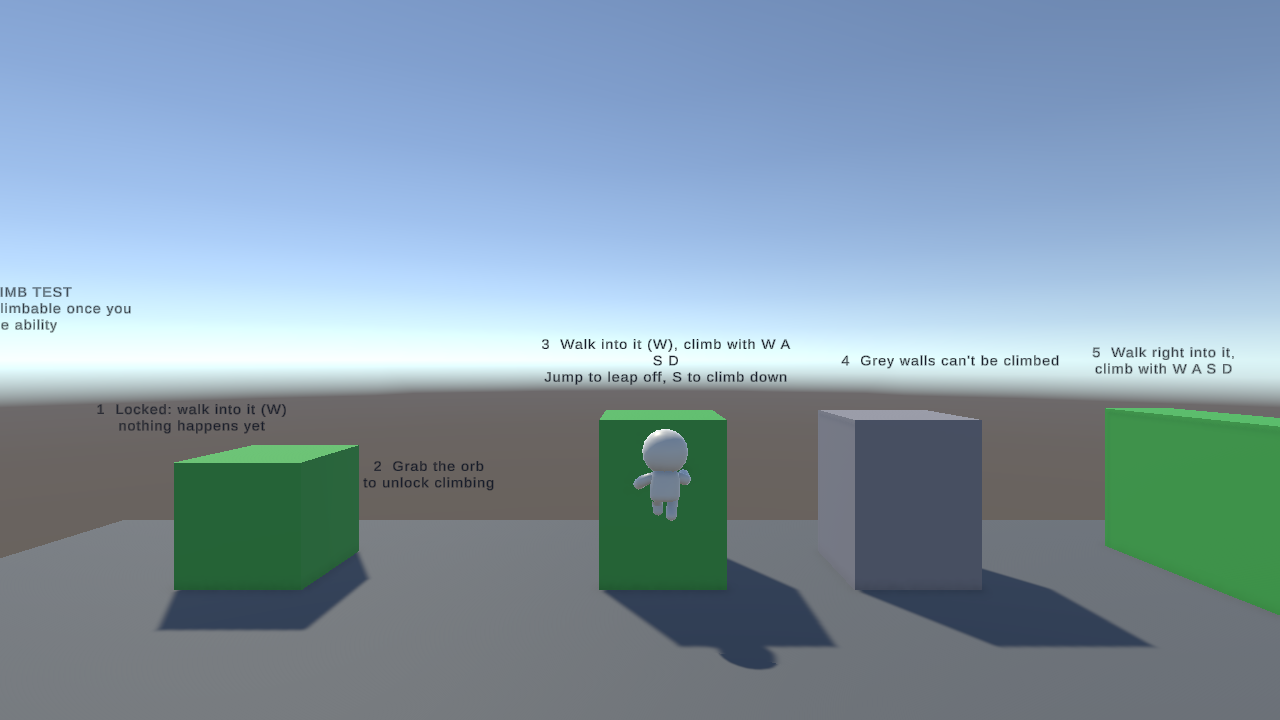 IMB TEST
limbable once you
e ability
1 Locked: walk into it (W)
nothing happens yet
2 Grab the orb
to unlock climbing
3 Walk into it (W), climb with W A
S D
Jump to leap off, S to climb down
4 Grey walls can't be climbed
5 Walk right into it,
climb with W A S D